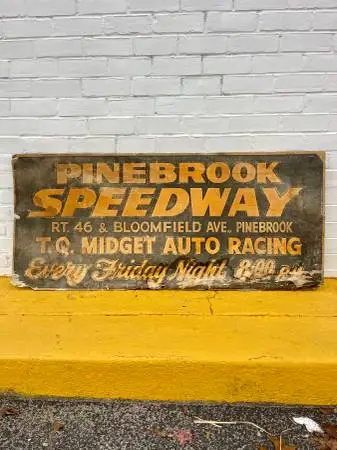 PINEBROOK
SPEEDWAY
RT. 46 & BLOOMFIELD AVE. PINEBROOK
T.Q. MIDGET AUTO RACING
Every Friday Night 8:00 p.m.